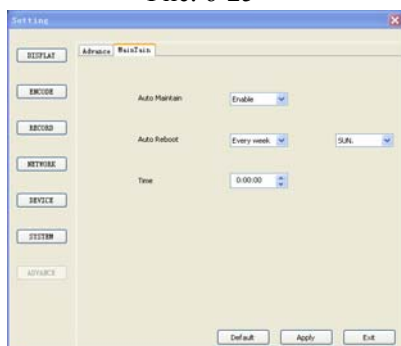 Setting
DISPLAY
Advance MainTain
ENCODE
Auto Maintain Enable
RECORD
Auto Reboot Every week SUN.
NETWORK
Time 0:00:00
DEVICE
SYSTEM
ADVANCE
Default Apply Exit